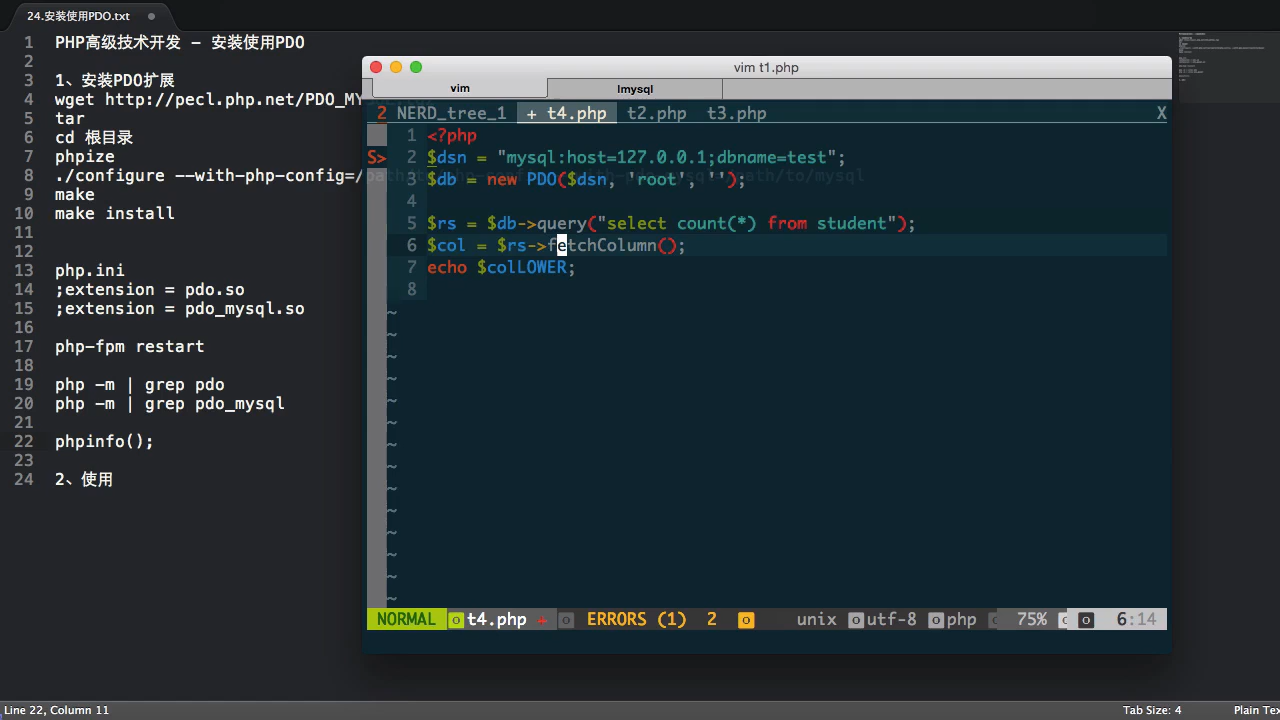 24.安装使用PDO.txt
1 PHP高级技术开发 – 安装使用PDO
2
3 1、安装PDO扩展
4 wget http://pecl.php.net/PDO_MYSQL
5 tar
6 cd 根目录
7 phpize
8 ./configure --with-php-config=/
9 make
10 make install
11
12
13 php.ini
14 ;extension = pdo.so
15 ;extension = pdo_mysql.so
16
17 php-fpm restart
18
19 php -m | grep pdo
20 php -m | grep pdo_mysql
21
22 phpinfo();
23
24 2、使用
vim t1.php
vim lmysql
2 NERD_tree_1 + t4.php t2.php t3.php X
1 <?php
S> 2 $dsn = "mysql:host=127.0.0.1;dbname=test";
3 $db = new PDO($dsn, 'root', '');
4
5 $rs = $db->query("select count(*) from student");
6 $col = $rs->fetchColumn();
7 echo $colLOWER;
8
~
~
~
~
~
~
~
~
~
~
~
~
~
~
NORMAL t4.php + ERRORS (1) 2 unix utf-8 php 75% 6:14
Line 22, Column 11 Tab Size: 4 Plain Tex